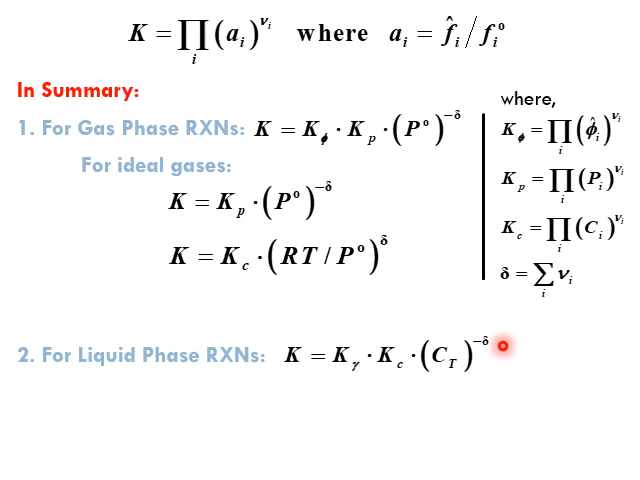 K = ∏ᵢ (aᵢ)^νᵢ where aᵢ = f̂ᵢ / fᵢ°
In Summary:
1. For Gas Phase RXNs: K = K_ϕ · K_p · (P°)^−δ
For ideal gases:
K = K_p · (P°)^−δ
K = K_c · (RT / P°)^δ
where,
K_ϕ = ∏ᵢ (ϕ̂ᵢ)^νᵢ
K_p = ∏ᵢ (Pᵢ)^νᵢ
K_c = ∏ᵢ (Cᵢ)^νᵢ
δ = ∑ᵢ νᵢ
2. For Liquid Phase RXNs: K = K_γ · K_c · (C_T)^−δ